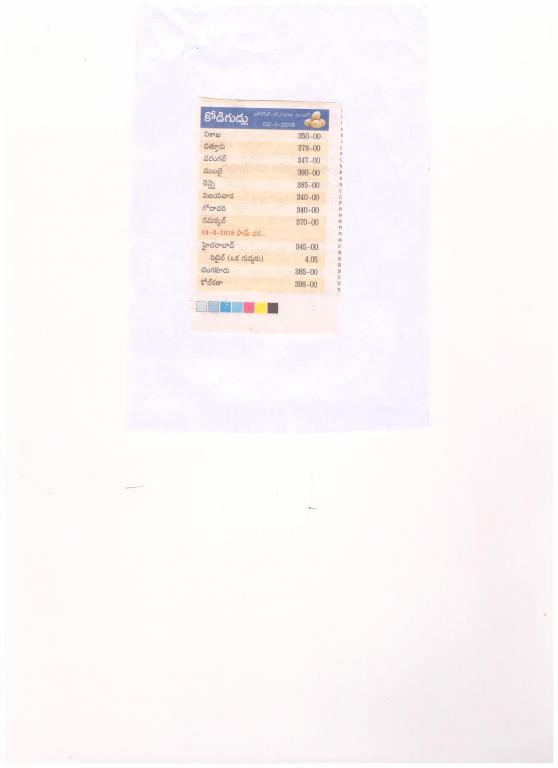 కోడిగుడ్లు
02-3-2018
విశాఖ 350-00
చిత్తూరు 378-00
వరంగల్ 347-00
ముంబై 390-00
చెన్నై 385-00
విజయవాడ 340-00
గోదావరి 340-00
నమక్కల్ 370-00
01-3-2018 ఫామ్ ధర...
హైదరాబాద్ 345-00
రిటైల్ (ఒక గుడ్డుకు) 4.05
బెంగళూరు 385-00
కోల్‌కతా 398-00